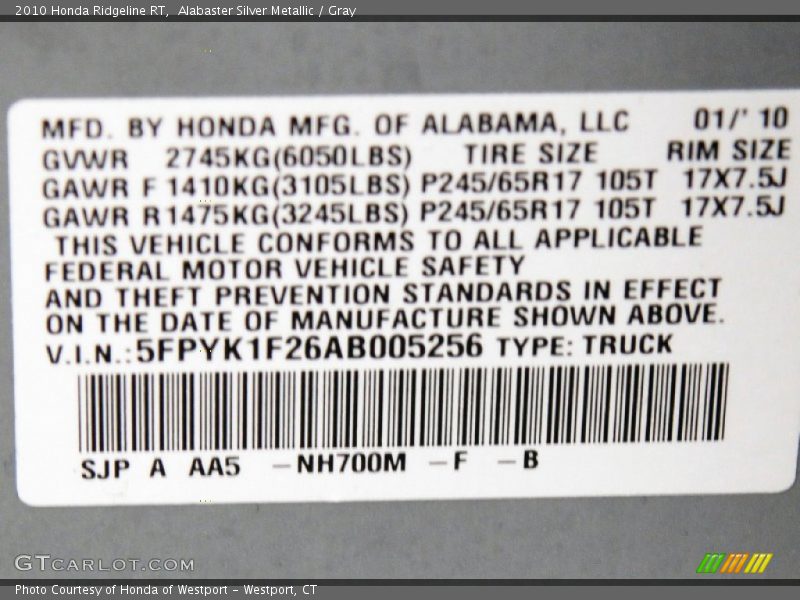 2010 Honda Ridgeline RT,  Alabaster Silver Metallic / Gray
MFD. BY HONDA MFG. OF ALABAMA, LLC 01/' 10
GVWR 2745KG(6050LBS) TIRE SIZE RIM SIZE
GAWR F 1410KG(3105LBS) P245/65R17 105T 17X7.5J
GAWR R 1475KG(3245LBS) P245/65R17 105T 17X7.5J
THIS VEHICLE CONFORMS TO ALL APPLICABLE
FEDERAL MOTOR VEHICLE SAFETY
AND THEFT PREVENTION STANDARDS IN EFFECT
ON THE DATE OF MANUFACTURE SHOWN ABOVE.
V.I.N.:5FPYK1F26AB005256 TYPE: TRUCK
SJP A AA5 -NH700M -F -B
GTCARLOT.COM
Photo Courtesy of Honda of Westport - Westport, CT